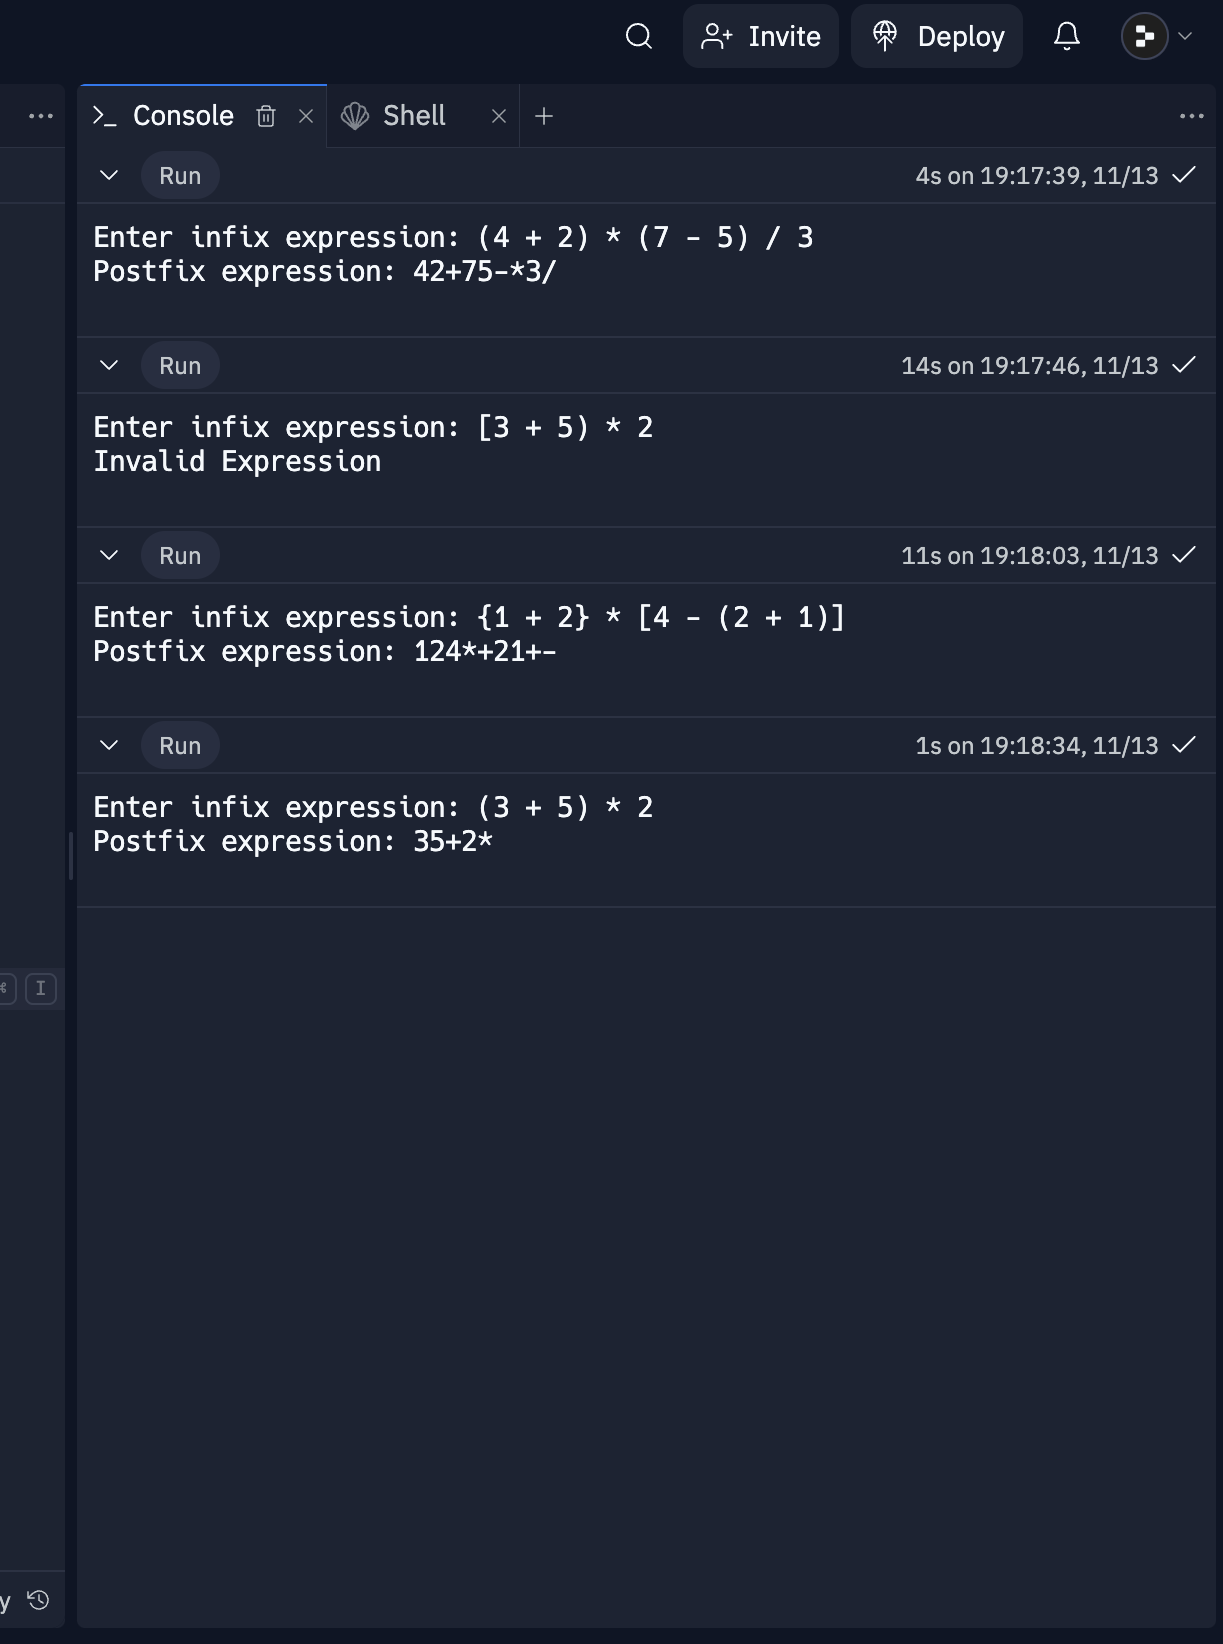 Invite
Deploy
Console
Shell
Run
4s on 19:17:39, 11/13
Enter infix expression: (4 + 2) * (7 - 5) / 3
Postfix expression: 42+75-*3/
Run
14s on 19:17:46, 11/13
Enter infix expression: [3 + 5) * 2
Invalid Expression
Run
11s on 19:18:03, 11/13
Enter infix expression: {1 + 2} * [4 - (2 + 1)]
Postfix expression: 124*+21+-
Run
1s on 19:18:34, 11/13
Enter infix expression: (3 + 5) * 2
Postfix expression: 35+2*
⌘ I
y